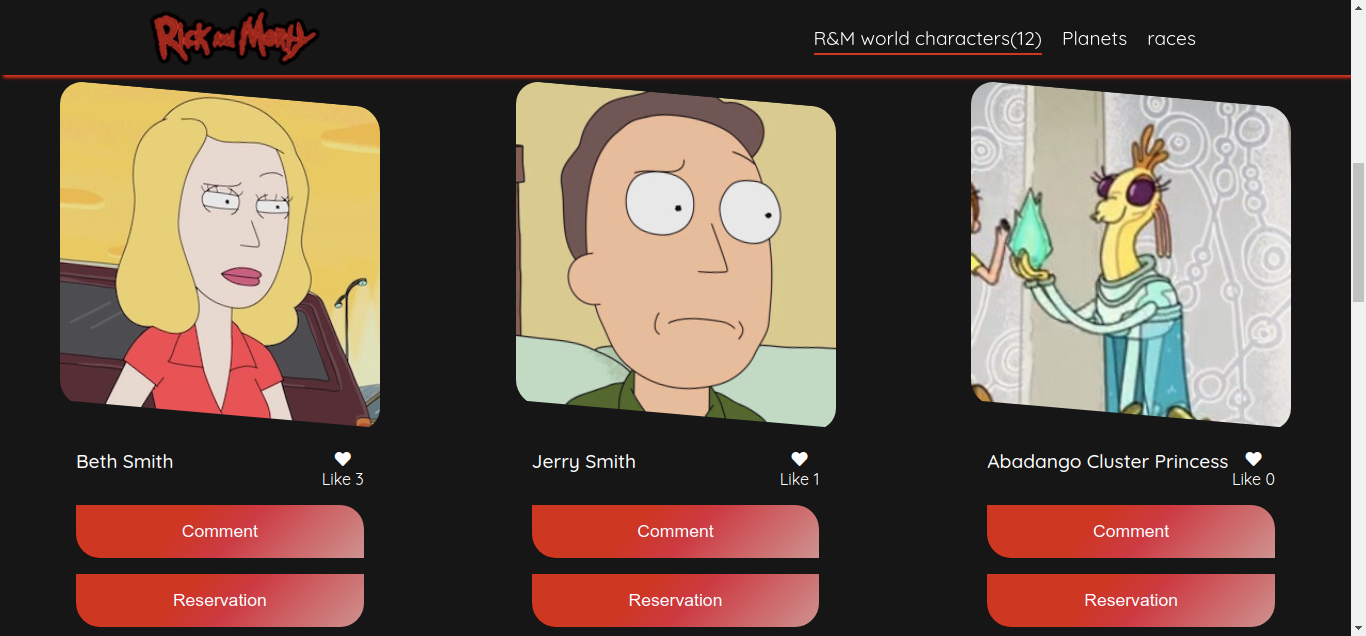 Rick and Morty
R&M world characters(12) Planets races
Beth Smith
Like 3
Jerry Smith
Like 1
Abadango Cluster Princess
Like 0
Comment
Comment
Comment
Reservation
Reservation
Reservation